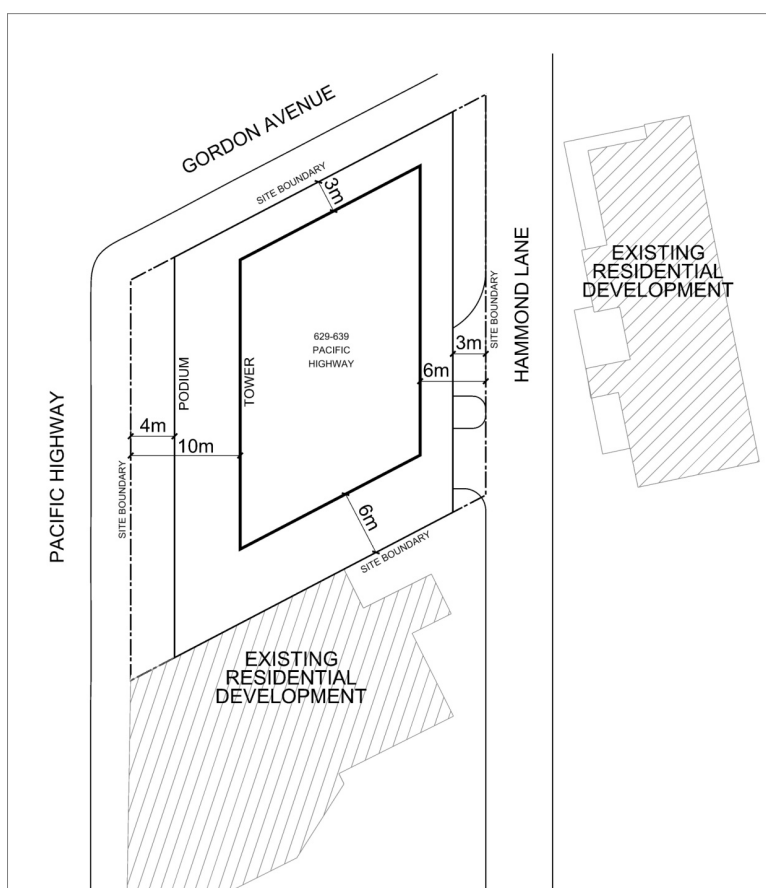 GORDON AVENUE
SITE BOUNDARY
3m
EXISTING
RESIDENTIAL
DEVELOPMENT
HAMMOND LANE
SITE BOUNDARY
629-639
PACIFIC
HIGHWAY
3m
6m
PODIUM
TOWER
4m
10m
PACIFIC HIGHWAY
SITE BOUNDARY
6m
SITE BOUNDARY
EXISTING
RESIDENTIAL
DEVELOPMENT